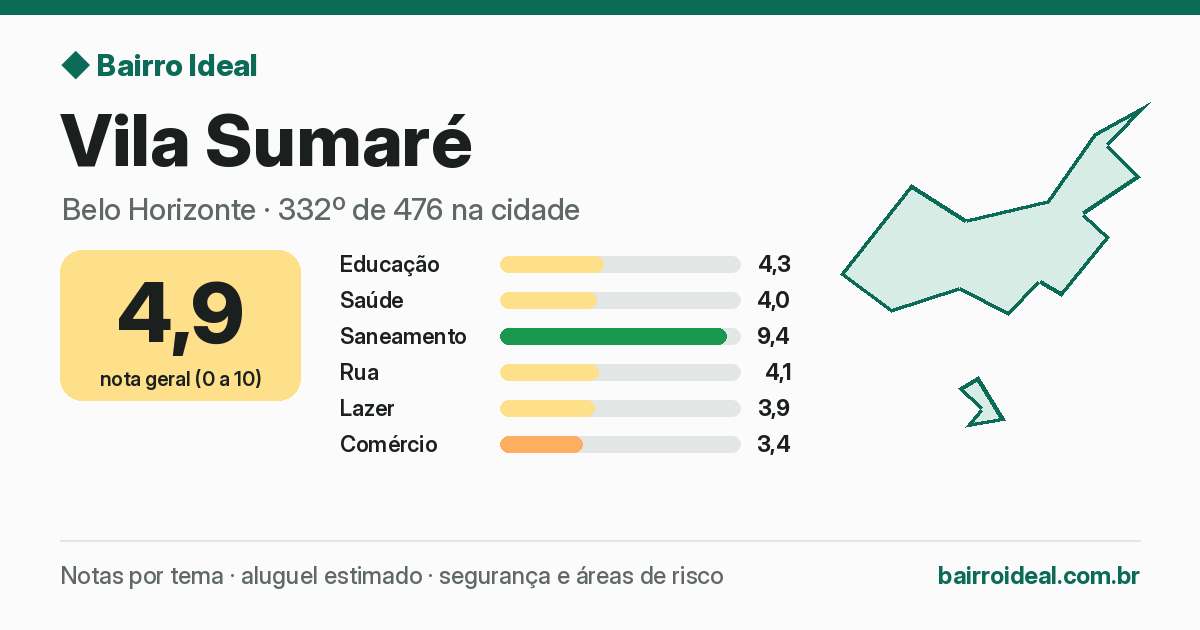 Bairro Ideal
Vila Sumaré
Belo Horizonte · 332º de 476 na cidade
4,9
nota geral (0 a 10)
Educação 4,3
Saúde 4,0
Saneamento 9,4
Rua 4,1
Lazer 3,9
Comércio 3,4
Notas por tema · aluguel estimado · segurança e áreas de risco
bairroideal.com.br